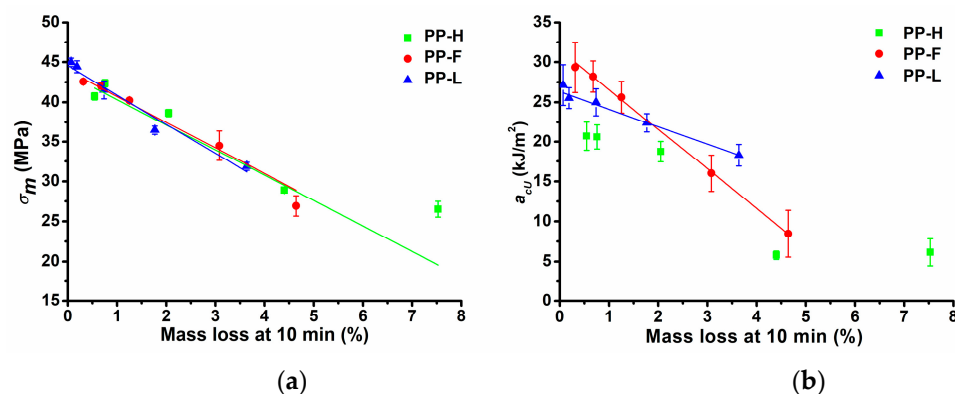 50
45
40
35
30
25
20
15
σm (MPa)
0 1 2 3 4 5 6 7 8
Mass loss at 10 min (%)
PP-H
PP-F
PP-L
(a)
40
35
30
25
20
15
10
5
0
acU (kJ/m²)
0 1 2 3 4 5 6 7 8
Mass loss at 10 min (%)
PP-H
PP-F
PP-L
(b)